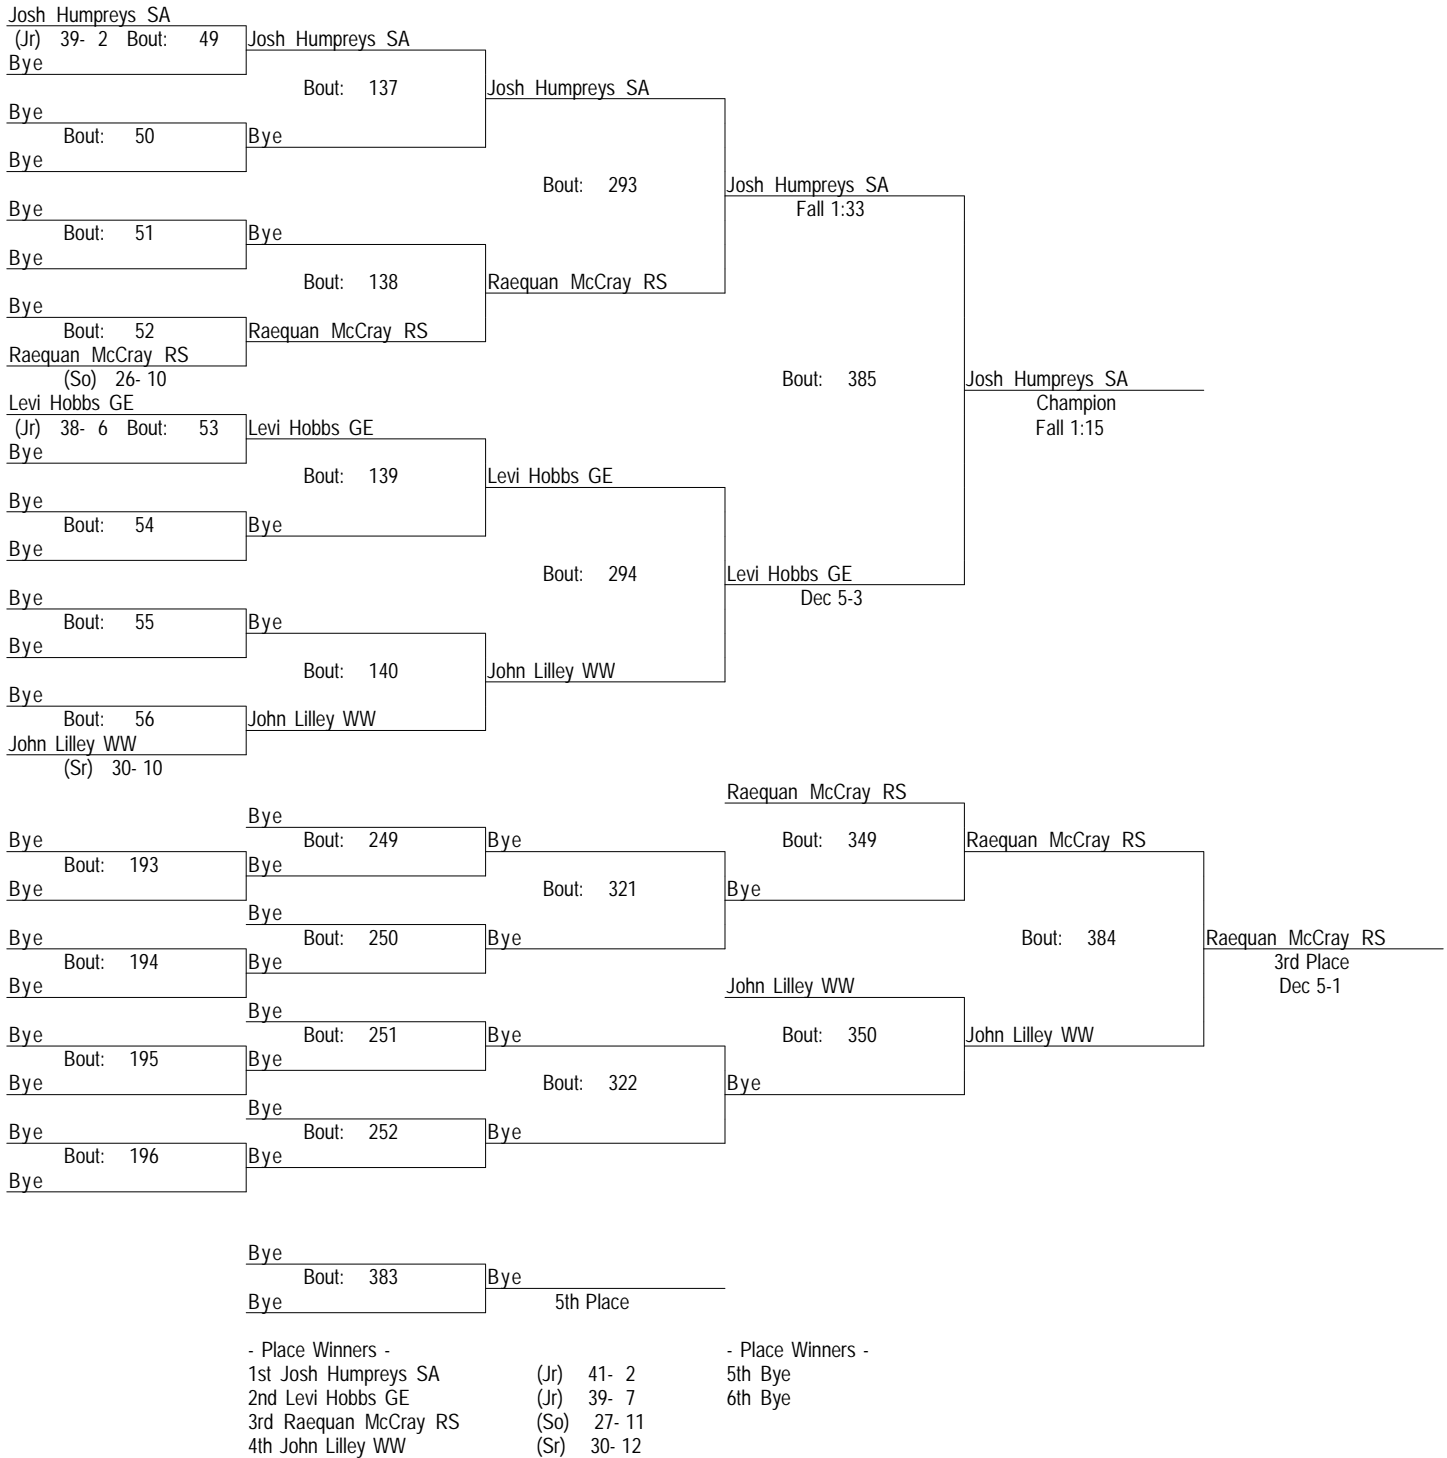 Josh Humpreys SA
(Jr) 39- 2 Bout: 49 Josh Humpreys SA
Bye
Bout: 137 Josh Humpreys SA
Bye
Bout: 50 Bye
Bye
Bout: 293 Josh Humpreys SA
Bye Fall 1:33
Bout: 51 Bye
Bye
Bout: 138 Raequan McCray RS
Bye
Bout: 52 Raequan McCray RS
Raequan McCray RS
(So) 26- 10 Bout: 385 Josh Humpreys SA
Levi Hobbs GE Champion
(Jr) 38- 6 Bout: 53 Levi Hobbs GE Fall 1:15
Bye
Bout: 139 Levi Hobbs GE
Bye
Bout: 54 Bye
Bye
Bout: 294 Levi Hobbs GE
Bye Dec 5-3
Bout: 55 Bye
Bye
Bout: 140 John Lilley WW
Bye
Bout: 56 John Lilley WW
John Lilley WW
(Sr) 30- 10
Raequan McCray RS
Bye
Bye Bout: 249 Bye Bout: 349 Raequan McCray RS
Bout: 193 Bye
Bye Bout: 321 Bye
Bye
Bye Bout: 250 Bye Bout: 384 Raequan McCray RS
Bout: 194 Bye 3rd Place
Bye John Lilley WW Dec 5-1
Bye
Bye Bout: 251 Bye Bout: 350 John Lilley WW
Bout: 195 Bye
Bye Bout: 322 Bye
Bye
Bye Bout: 252 Bye
Bout: 196 Bye
Bye
Bye
Bout: 383 Bye
Bye 5th Place
- Place Winners - - Place Winners -
1st Josh Humpreys SA (Jr) 41- 2 5th Bye
2nd Levi Hobbs GE (Jr) 39- 7 6th Bye
3rd Raequan McCray RS (So) 27- 11
4th John Lilley WW (Sr) 30- 12